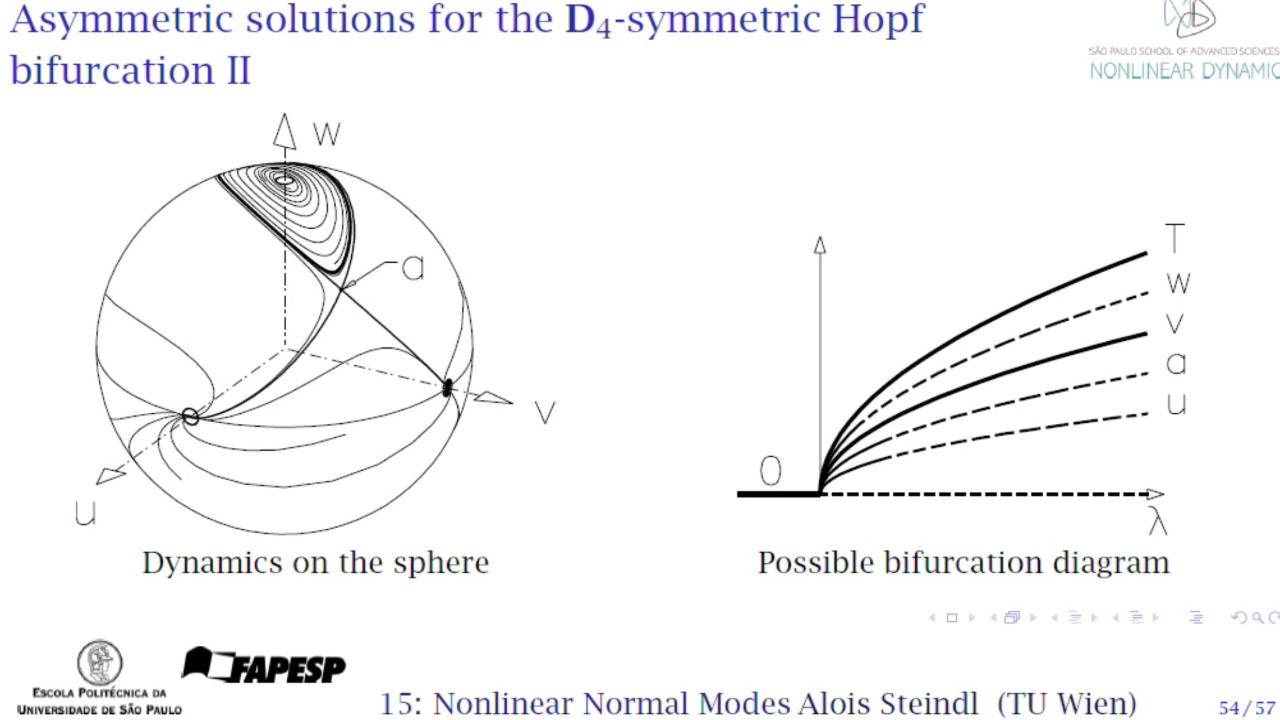 Asymmetric solutions for the D4-symmetric Hopf
bifurcation II
SÃO PAULO SCHOOL OF ADVANCED SCIENCES
NONLINEAR DYNAMIC
w
a
v
u
T
w
v
a
u
0
λ
Dynamics on the sphere
Possible bifurcation diagram
FAPESP
ESCOLA POLITÉCNICA DA
UNIVERSIDADE DE SÃO PAULO
15: Nonlinear Normal Modes Alois Steindl (TU Wien)
54/57